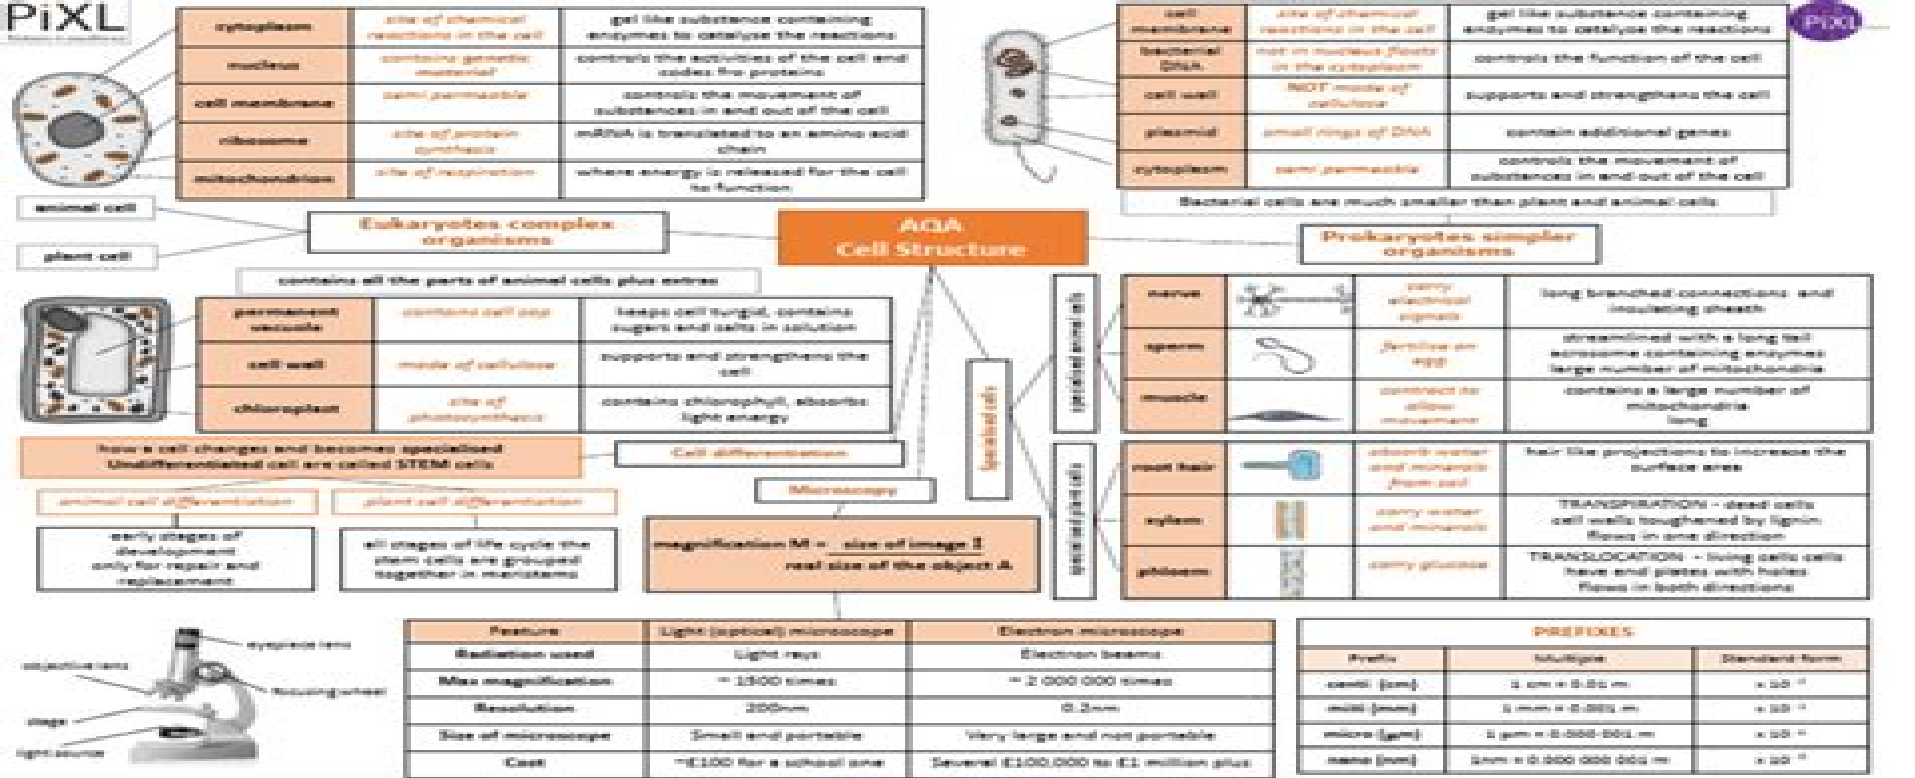 PiXL
cytoplasm
site of chemical
reactions in the cell
gel like substance containing
enzymes to catalyse the reactions
nucleus
contains genetic
material
controls the activities of the cell and
codes fro proteins
cell membrane
semi permeable
controls the movement of
substances in and out of the cell
ribosome
site of protein
synthesis
mRNA is translated to an amino acid
chain
mitochondrion
site of respiration
where energy is released for the cell
to function
cell
membrane
site of chemical
reactions in the cell
gel like substance containing
enzymes to catalyse the reactions
bacterial
DNA
not in nucleus floats
in the cytoplasm
controls the function of the cell
cell wall
NOT made of
cellulose
supports and strengthens the cell
plasmid
small rings of DNA
contain additional genes
cytoplasm
semi permeable
controls the movement of
substances in and out of the cell
PiXL
Bacterial cells are much smaller than plant and animal cells
animal cell
plant cell
Eukaryotes complex
organisms
AQA
Cell Structure
Prokaryotes simpler
organisms
contains all the parts of animal cells plus extras
permanent
vacuole
contains cell sap
keeps cell turgid, contains
sugars and salts in solution
cell wall
made of cellulose
supports and strengthens the
cell
chloroplast
site of
photosynthesis
contains chlorophyll, absorbs
light energy
how a cell changes and becomes specialised
Undifferentiated cell are called STEM cells
Cell differentiation
animal cell differentiation
plant cell differentiation
early stages of
development
only for repair and
replacement
all stages of life cycle the
stem cells are grouped
together in meristems
Microscopy
magnification M = size of image I
real size of the object A
Specialised cells
specialised animal cells
nerve
carry
electrical
signals
long branched connections and
insulating sheath
sperm
fertilise an
egg
streamlined with a long tail
acrosome containing enzymes
large number of mitochondria
muscle
contract to
allow
movement
contains a large number of
mitochondria
long
specialised plant cells
root hair
absorb water
and minerals
from soil
hair like projections to increase the
surface area
xylem
carry water
and minerals
TRANSPIRATION - dead cells
cell walls toughened by lignin
flows in one direction
phloem
carry glucose
TRANSLOCATION - living cells cells
have end plates with holes
flows in both directions
eyepiece lens
objective lens
focusing wheel
stage
light source
Feature
Light (optical) microscope
Electron microscope
Radiation used
Light rays
Electron beams
Max magnification
~ 1500 times
~ 2 000 000 times
Resolution
200nm
0.2nm
Size of microscope
Small and portable
Very large and not portable
Cost
~£100 for a school one
Several £100,000 to £1 million plus
PREFIXES
Prefix
Multiple
Standard form
centi (cm)
1 cm = 0.01 m
x 10
milli (mm)
1 mm = 0.001 m
x 10
micro (µm)
1 µm = 0.000 001 m
x 10
nano (nm)
1nm = 0.000 000 001 m
x 10